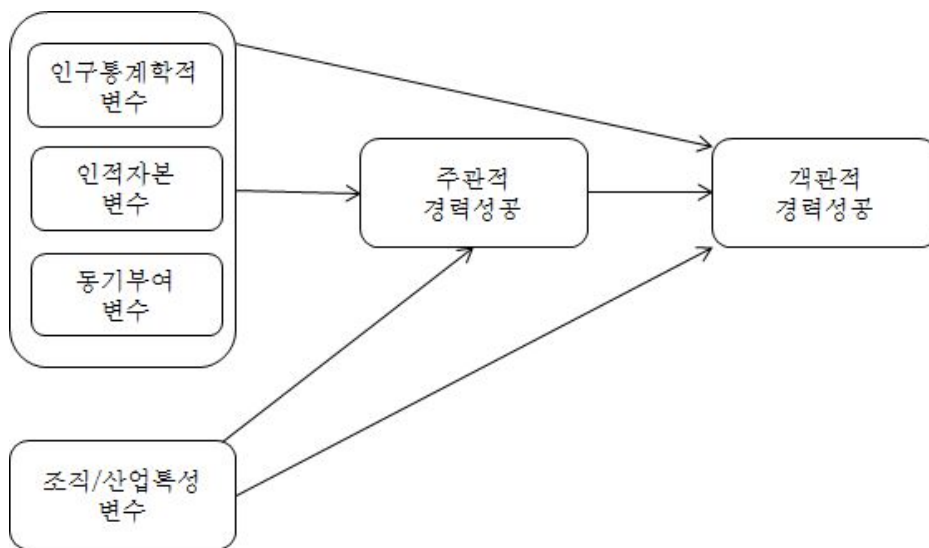 인구통계학적
변수
인적자본
변수
동기부여
변수
주관적
경력성공
객관적
경력성공
조직/산업특성
변수